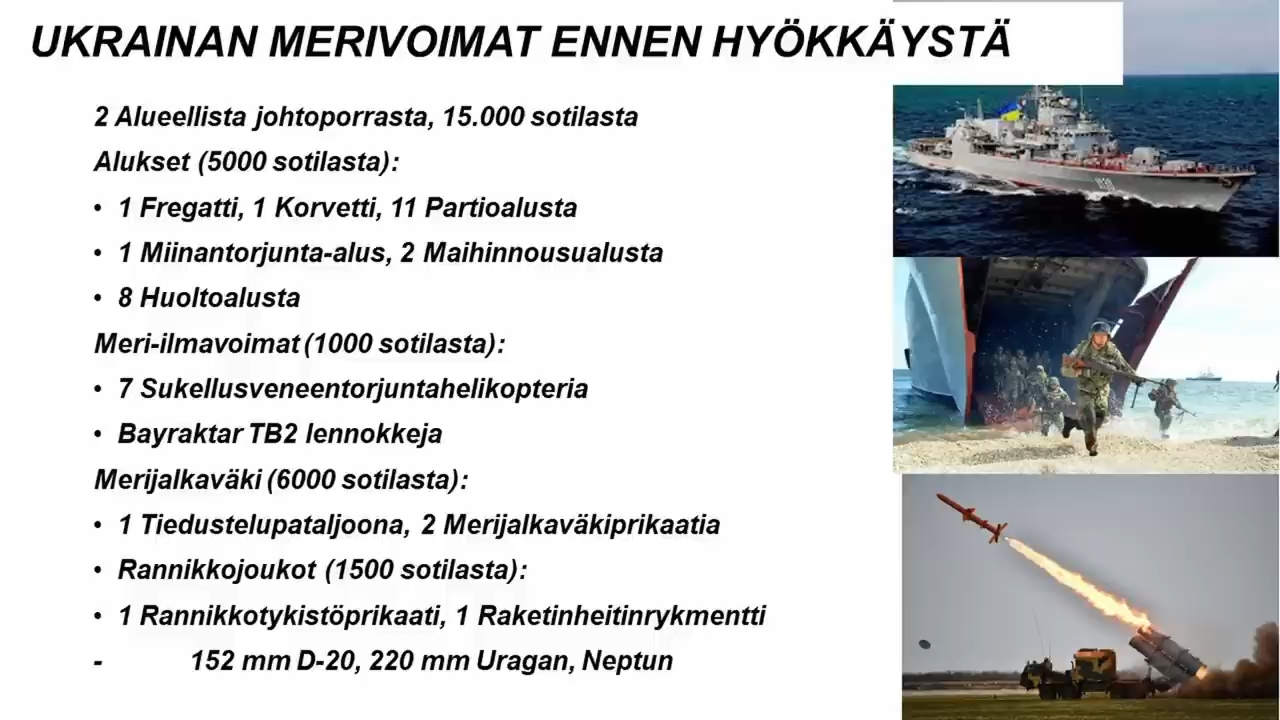 UKRAINAN MERIVOIMAT ENNEN HYÖKKÄYSTÄ
2 Alueellista johtoporrasta, 15.000 sotilasta
Alukset (5000 sotilasta):
• 1 Fregatti, 1 Korvetti, 11 Partioalusta
• 1 Miinantorjunta-alus, 2 Maihinnousualusta
• 8 Huoltoalusta
Meri-ilmavoimat (1000 sotilasta):
• 7 Sukellusveneentorjuntahelikopteria
• Bayraktar TB2 lennokkeja
Merijalkaväki (6000 sotilasta):
• 1 Tiedustelupataljoona, 2 Merijalkaväkiprikaatia
• Rannikkojoukot (1500 sotilasta):
• 1 Rannikkotykistöprikaati, 1 Raketinheitinrykmentti
- 152 mm D-20, 220 mm Uragan, Neptun